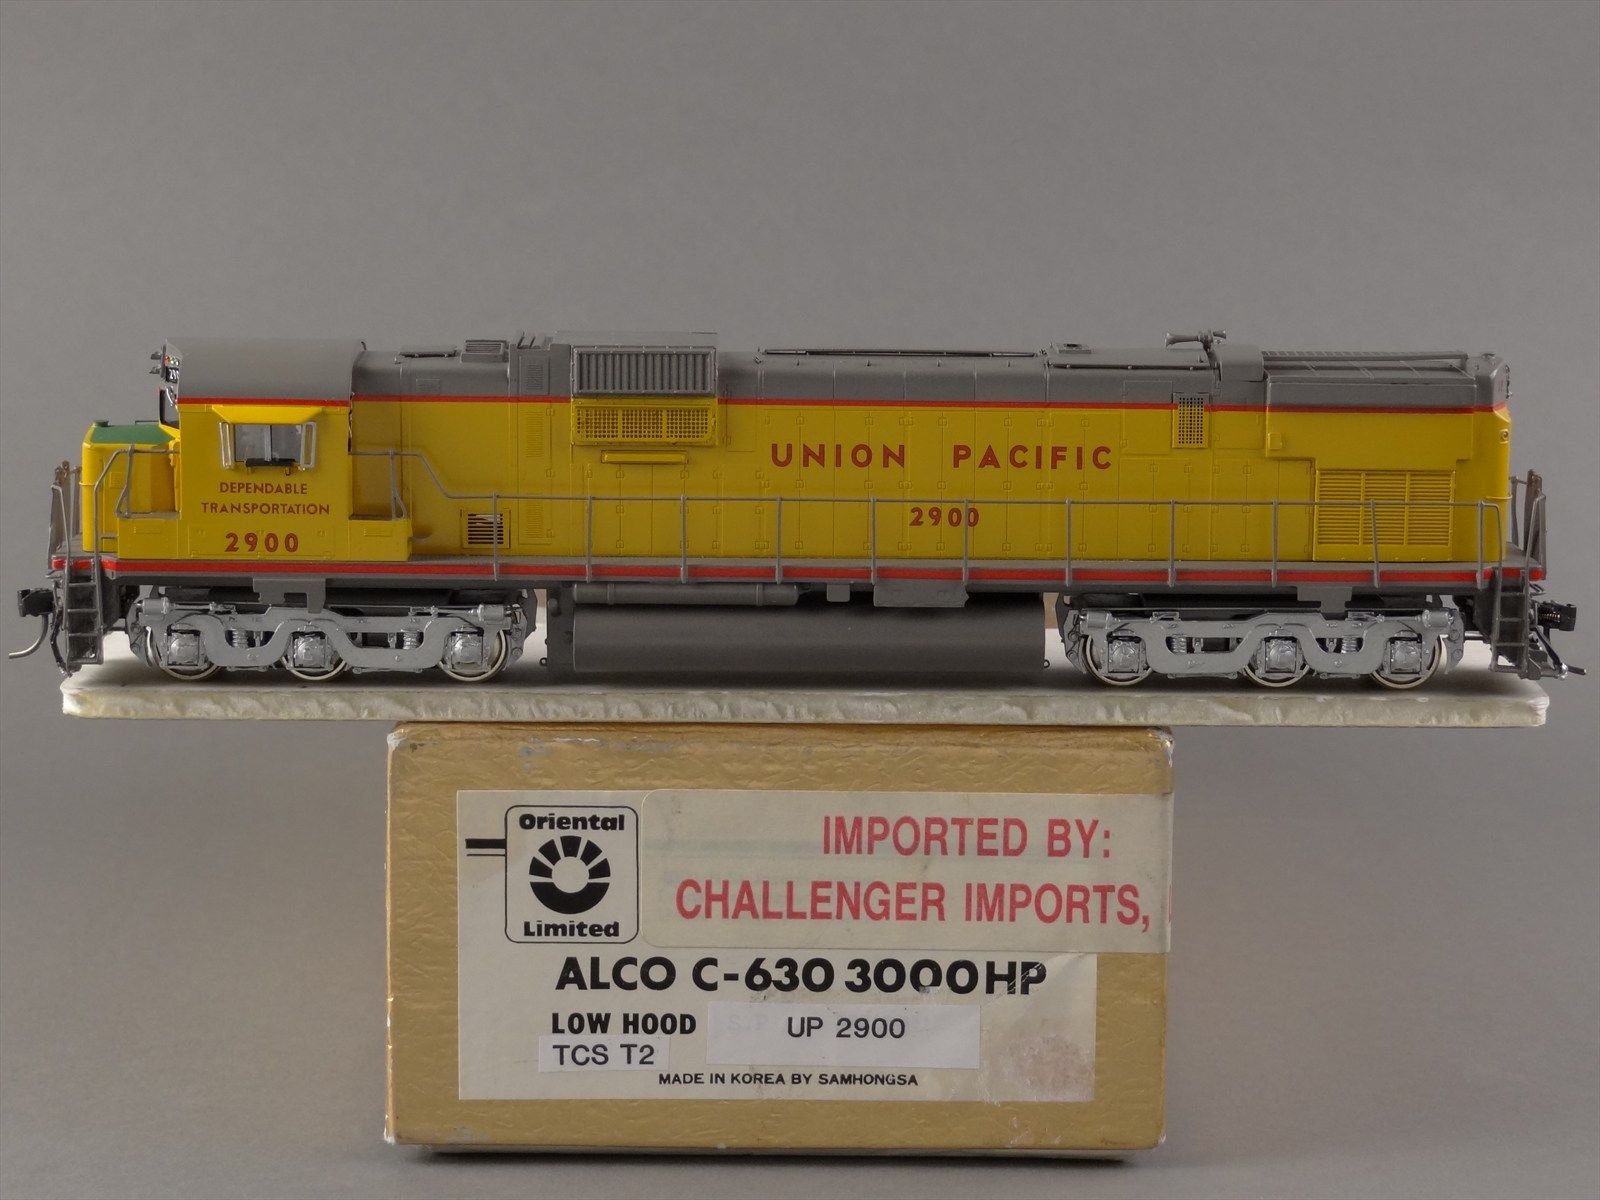 DEPENDABLE
TRANSPORTATION
2900
UNION PACIFIC
2900
Oriental
Limited
IMPORTED BY:
CHALLENGER IMPORTS,
ALCO C-630 3000HP
LOW HOOD
UP 2900
TCS T2
MADE IN KOREA BY SAMHONGSA